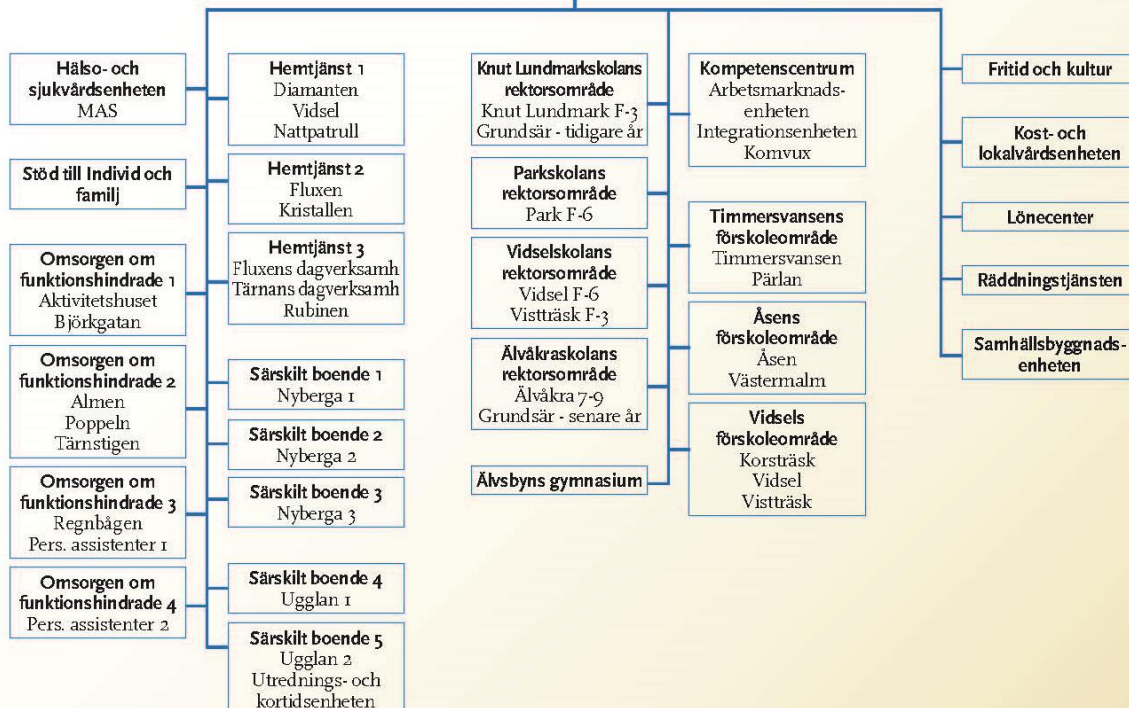 Hälso- och
sjukvårdsenheten
MAS
Stöd till Individ och
familj
Omsorgen om
funktionshindrade 1
Aktivitetshuset
Björkgatan
Omsorgen om
funktionshindrade 2
Almen
Poppeln
Tärnstigen
Omsorgen om
funktionshindrade 3
Regnbågen
Pers. assistenter 1
Omsorgen om
funktionshindrade 4
Pers. assistenter 2
Hemtjänst 1
Diamanten
Vidsel
Nattpatrull
Hemtjänst 2
Fluxen
Kristallen
Hemtjänst 3
Fluxens dagverksamh
Tärnans dagverksamh
Rubinen
Särskilt boende 1
Nyberga 1
Särskilt boende 2
Nyberga 2
Särskilt boende 3
Nyberga 3
Särskilt boende 4
Ugglan 1
Särskilt boende 5
Ugglan 2
Utrednings- och
kortidsenheten
Knut Lundmarkskolans
rektorsområde
Knut Lundmark F-3
Grundsär - tidigare år
Parkskolans
rektorsområde
Park F-6
Vidselskolans
rektorsområde
Vidsel F-6
Vistträsk F-3
Älvåkraskolans
rektorsområde
Älvåkra 7-9
Grundsär - senare år
Älvsbyns gymnasium
Kompetenscentrum
Arbetsmarknads-
enheten
Integrationsenheten
Komvux
Timmersvansens
förskoleområde
Timmersvansen
Pärlan
Åsens
förskoleområde
Åsen
Västermalm
Vidsels
förskoleområde
Korsträsk
Vidsel
Vistträsk
Fritid och kultur
Kost- och
lokalvårdsenheten
Lönecenter
Räddningstjänsten
Samhällsbyggnads-
enheten